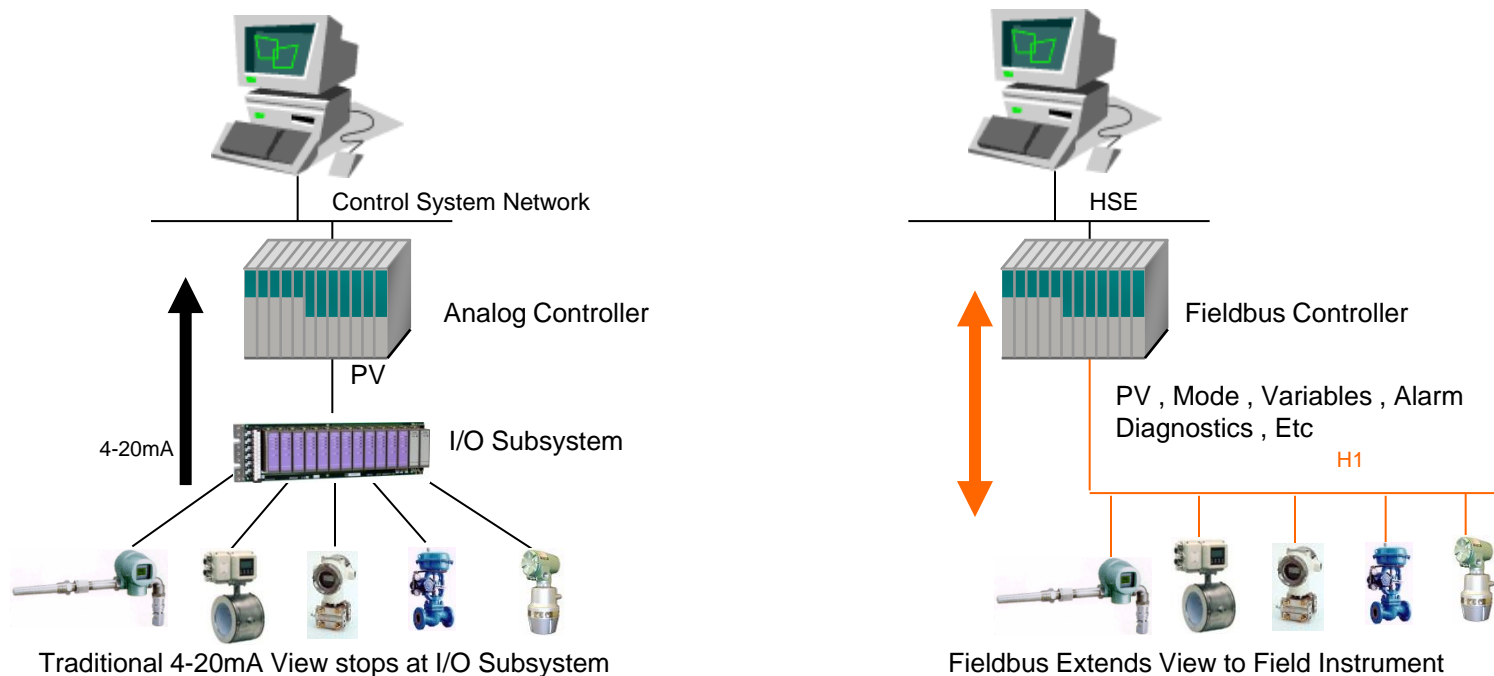 Control System Network
Analog Controller
PV
I/O Subsystem
4-20mA
Traditional 4-20mA View stops at I/O Subsystem
HSE
Fieldbus Controller
PV , Mode , Variables , Alarm
Diagnostics , Etc
H1
Fieldbus Extends View to Field Instrument